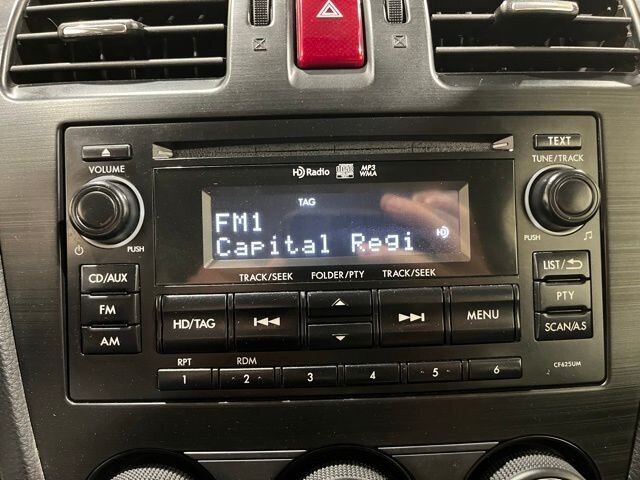 TEXT
VOLUME
TUNE/TRACK
HD Radio
MP3
WMA
TAG
FM1
Capital Regi HD
PUSH
PUSH
TRACK/SEEK FOLDER/PTY TRACK/SEEK
CD/AUX
FM
AM
HD/TAG
MENU
LIST/
PTY
SCAN/A.S
RPT RDM
1 2 3 4 5 6
CF625UM